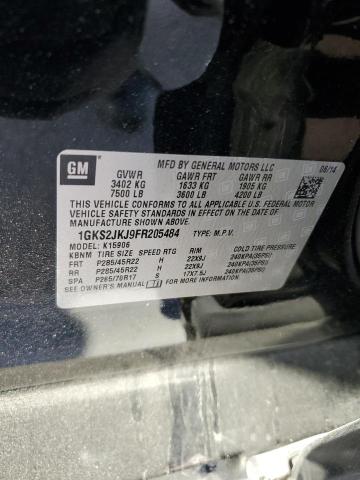 GM
MFD BY GENERAL MOTORS LLC
08/14
GVWR GAWR FRT GAWR RR
3402 KG 1633 KG 1905 KG
7500 LB 3600 LB 4200 LB
THIS VEHICLE CONFORMS TO ALL APPLICABLE U.S. FEDERAL
MOTOR VEHICLE SAFETY AND THEFT PREVENTION STANDARDS
IN EFFECT ON THE DATE OF MANUFACTURE SHOWN ABOVE.
1GKS2JKJ9FR205484 TYPE: M.P.V.
MODEL: K15906
KBNM TIRE SIZE SPEED RTG RIM COLD TIRE PRESSURE
FRT P285/45R22 H 22X9J 240KPA(35PSI)
RR P285/45R22 H 22X9J 240KPA(35PSI)
SPA P265/70R17 S 17X7.5J 240KPA(35PSI)
SEE OWNER'S MANUAL